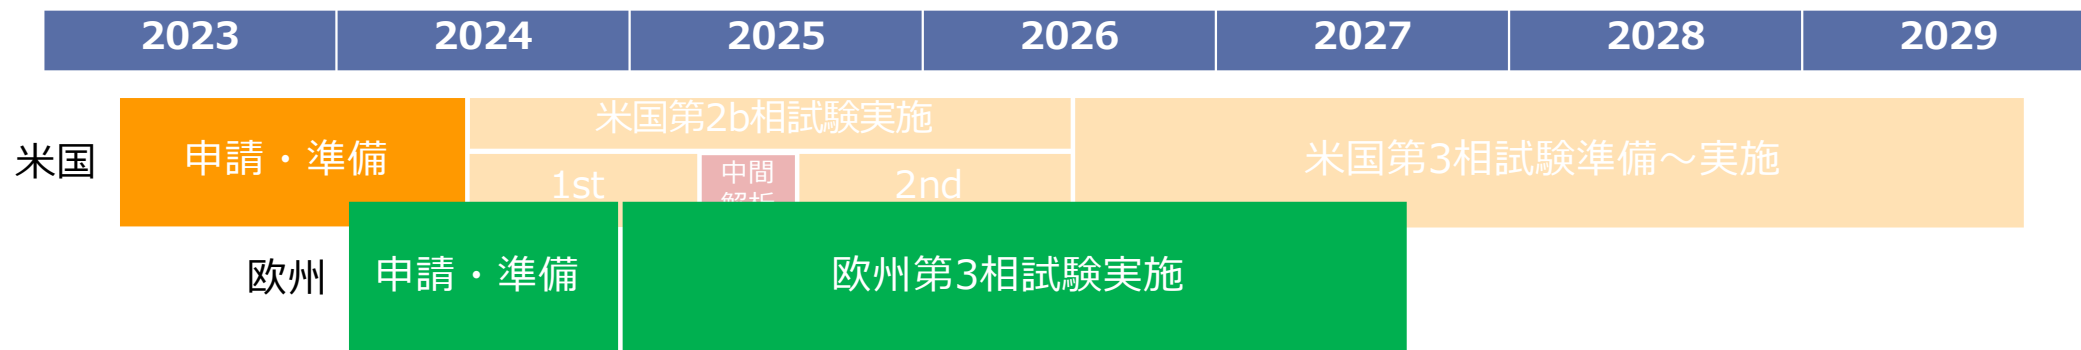 2023 2024 2025 2026 2027 2028 2029
米国第2b相試験実施
米国 申請・準備 米国第3相試験準備～実施
1st 中間 2nd
解析
欧州 申請・準備 欧州第3相試験実施